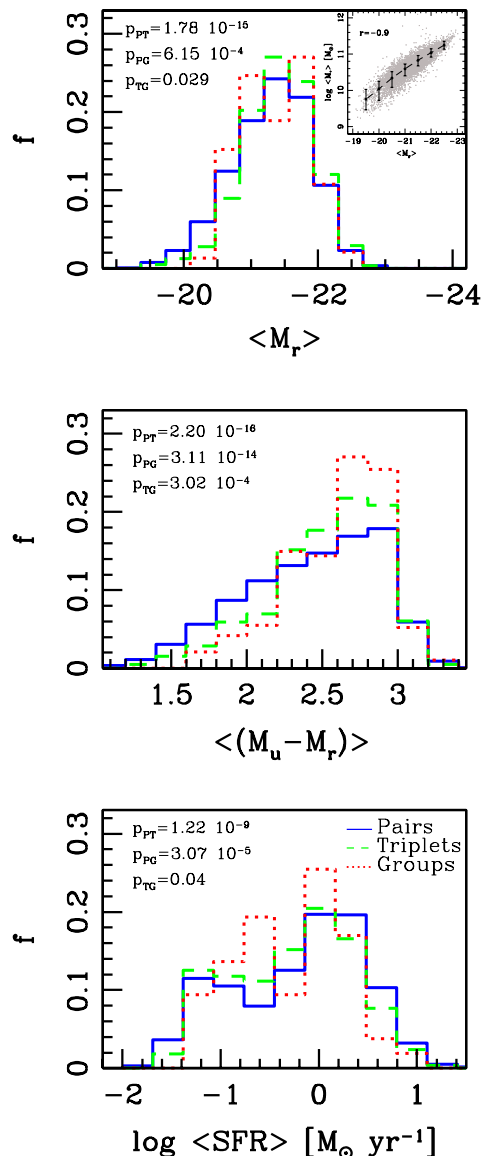 p_PT=1.78 10^-15
p_PG=6.15 10^-4
p_TG=0.029
r=-0.9
log <M_*> [M_⊙]
12
11
10
9
-19 -20 -21 -22 -23
<M_r>
f
0.3
0.2
0.1
0
-20 -22 -24
<M_r>
p_PT=2.20 10^-16
p_PG=3.11 10^-14
p_TG=3.02 10^-4
f
0.3
0.2
0.1
0
1.5 2 2.5 3
<(M_u-M_r)>
p_PT=1.22 10^-9
p_PG=3.07 10^-5
p_TG=0.04
Pairs
Triplets
Groups
f
0.3
0.2
0.1
0
-2 -1 0 1
log <SFR> [M_⊙ yr^-1]